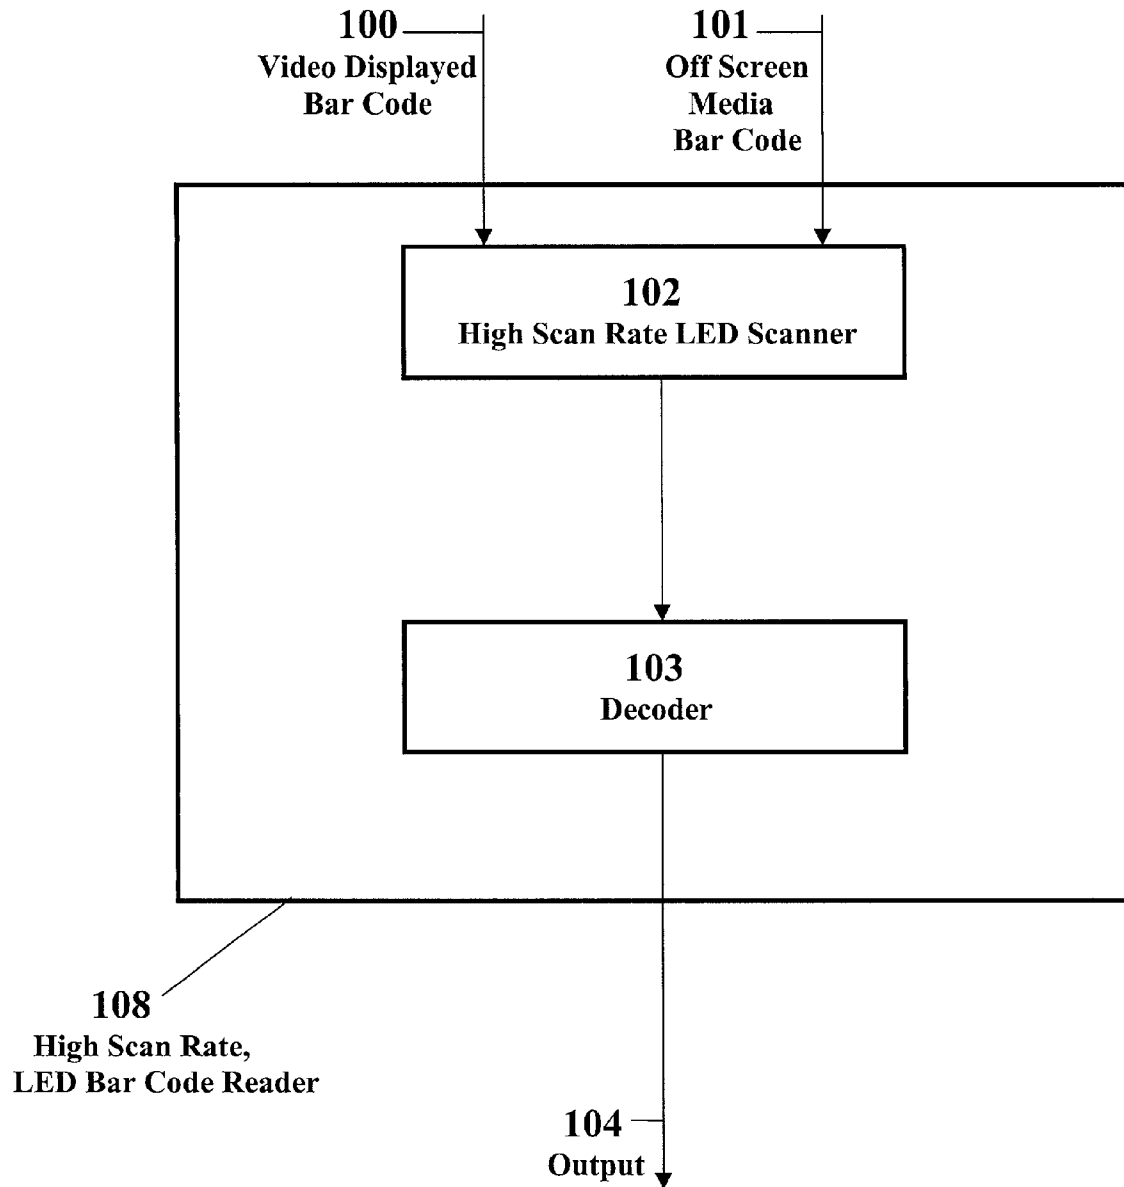 100
Video Displayed
Bar Code
101
Off Screen
Media
Bar Code
102
High Scan Rate LED Scanner
103
Decoder
108
High Scan Rate,
LED Bar Code Reader
104
Output